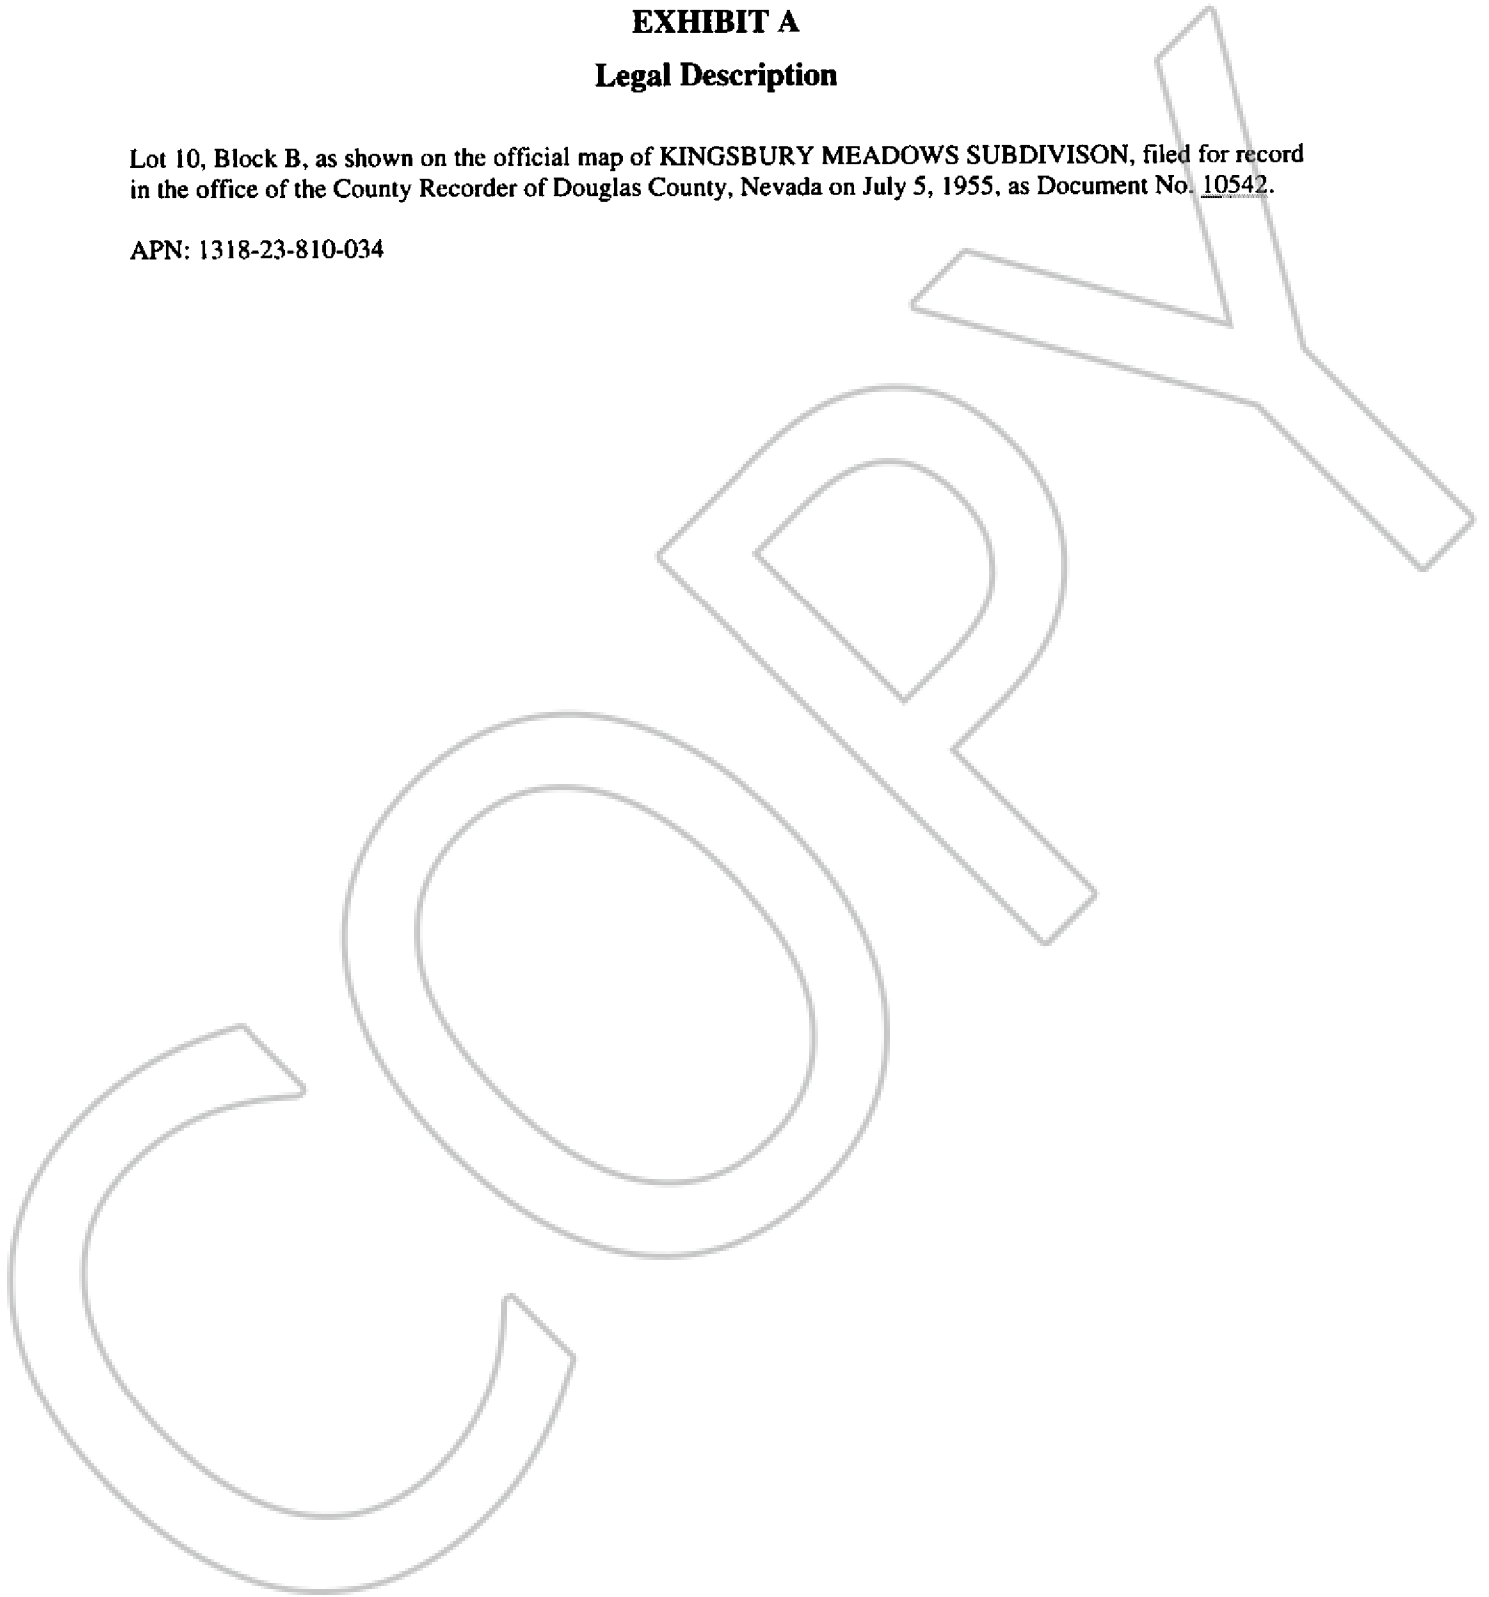 EXHIBIT A
Legal Description
Lot 10, Block B, as shown on the official map of KINGSBURY MEADOWS SUBDIVISON, filed for record
in the office of the County Recorder of Douglas County, Nevada on July 5, 1955, as Document No. 10542.
APN: 1318-23-810-034
COPY